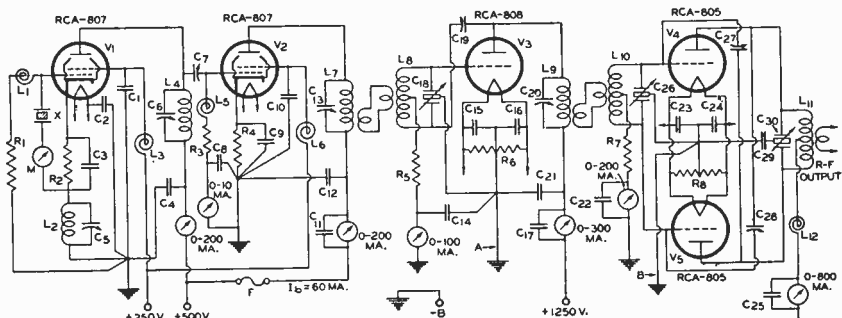 RCA-807
RCA-807
RCA-808
RCA-805
V1
V2
V3
V4
V5
L1
L2
L3
L4
L5
L6
L7
L8
L9
L10
L11
L12
C1
C2
C3
C4
C5
C6
C7
C8
C9
C10
C11
C12
C13
C14
C15
C16
C17
C18
C19
C20
C21
C22
C23
C24
C25
C26
C27
C28
C29
C30
R1
R2
R3
R4
R5
R6
R7
R8
X
M
F
A
B
0-10
MA.
0-200
MA.
0-200
MA.
0-100
MA.
0-300
MA.
0-200
MA.
0-800
MA.
R-F
OUTPUT
RCA-805
Ib=60 MA.
-B
+250V.
+500V.
+1250 V.